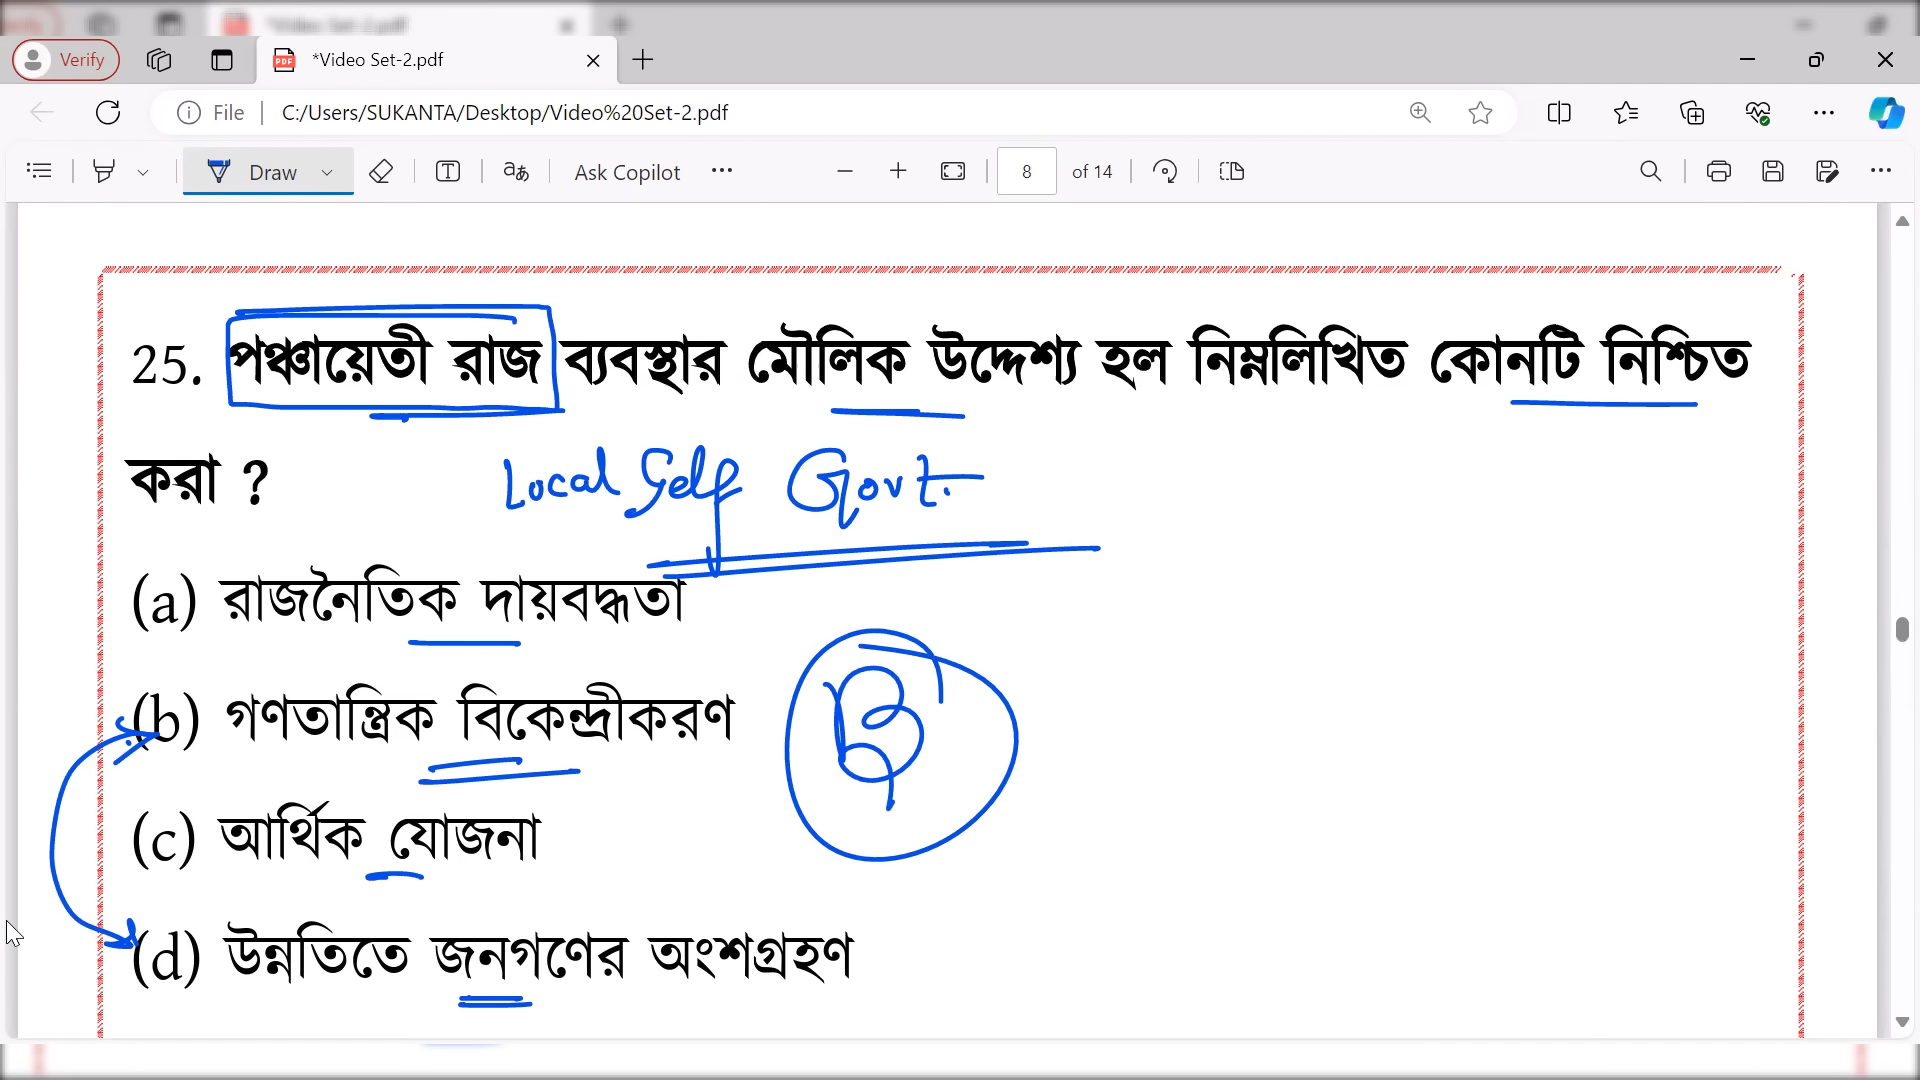 Verify
*Video Set-2.pdf
File
C:/Users/SUKANTA/Desktop/Video%20Set-2.pdf
Draw
Ask Copilot
8 of 14
25. পঞ্চায়েতী রাজ ব্যবস্থার মৌলিক উদ্দেশ্য হল নিম্নলিখিত কোনটি নিশ্চিত
করা ?
Local Self Govt.
(a) রাজনৈতিক দায়বদ্ধতা
(b) গণতান্ত্রিক বিকেন্দ্রীকরণ
B
(c) আর্থিক যোজনা
(d) উন্নতিতে জনগণের অংশগ্রহণ